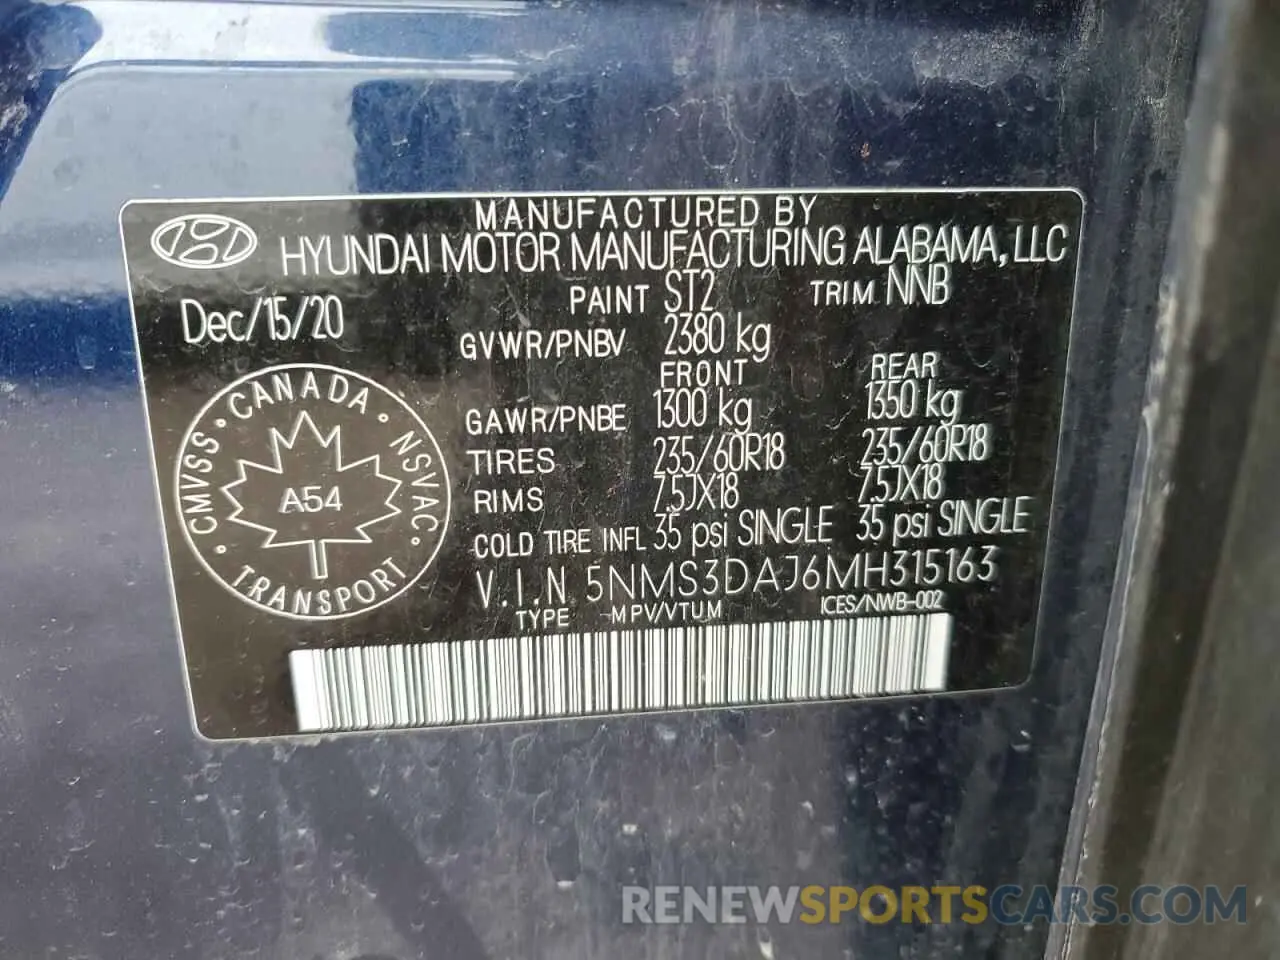 MANUFACTURED BY
HYUNDAI MOTOR MANUFACTURING ALABAMA, LLC
Dec/15/20
PAINT ST2 TRIM NNB
GVWR/PNBV 2380 kg
FRONT REAR
GAWR/PNBE 1300 kg 1350 kg
TIRES 235/60R18 235/60R18
RIMS 7.5JX18 7.5JX18
COLD TIRE INFL 35 psi SINGLE 35 psi SINGLE
V.I.N 5NMS3DAJ6MH315163
TYPE MPV/VTUM ICES/NWB-002
CMVSS · CANADA · NSVAC ·
A54
TRANSPORT
RENEWSPORTSCARS.COM